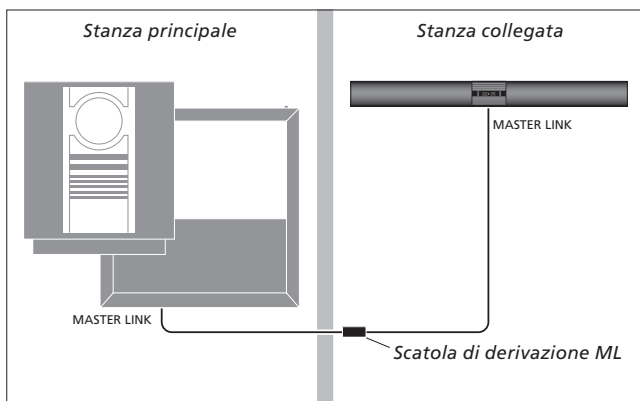 Stanza principale
Stanza collegata
MASTER LINK
MASTER LINK
Scatola di derivazione ML